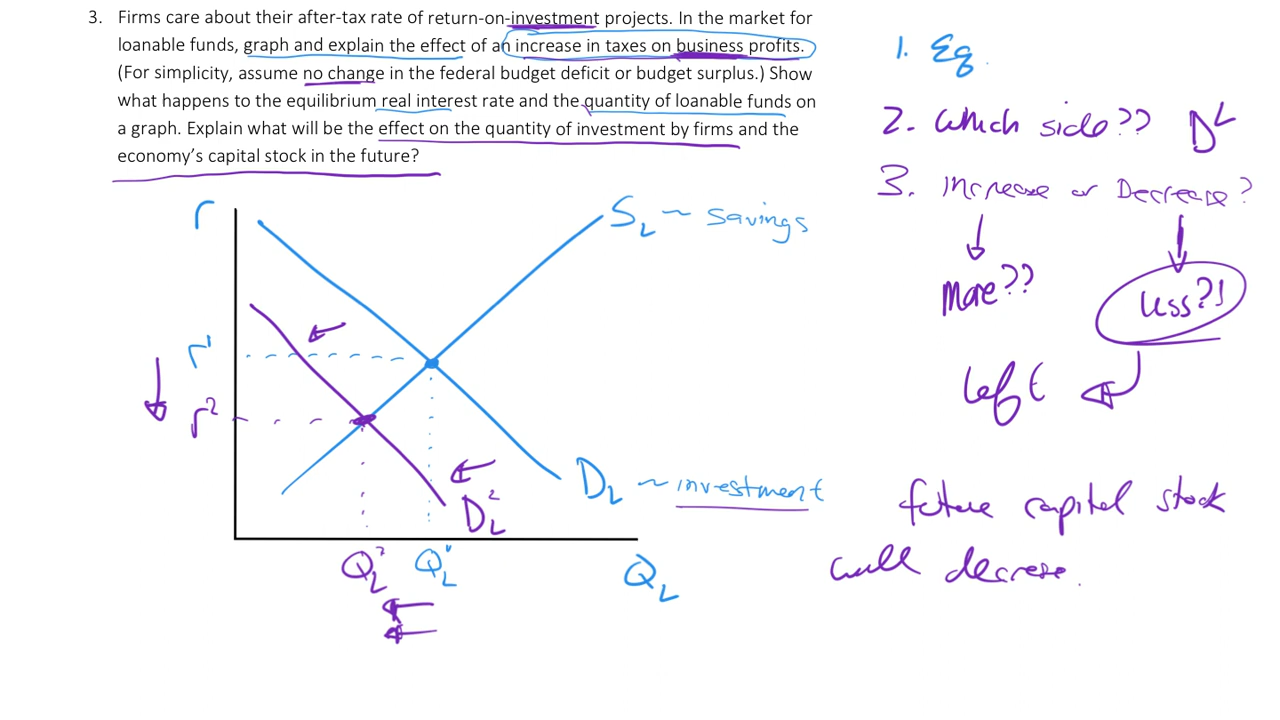 3. Firms care about their after-tax rate of return-on-investment projects. In the market for
loanable funds, graph and explain the effect of an increase in taxes on business profits.
(For simplicity, assume no change in the federal budget deficit or budget surplus.) Show
what happens to the equilibrium real interest rate and the quantity of loanable funds on
a graph. Explain what will be the effect on the quantity of investment by firms and the
economy's capital stock in the future?
1. Eq.
2. Which side?? D^L
3. Increase or Decrease?
More??
Less?!
left
r
S_L ~ savings
r^1
r^2
D_L ~ investment
D_L^2
Q_L^2
Q_L^1
Q_L
future capital stock
will decrese.